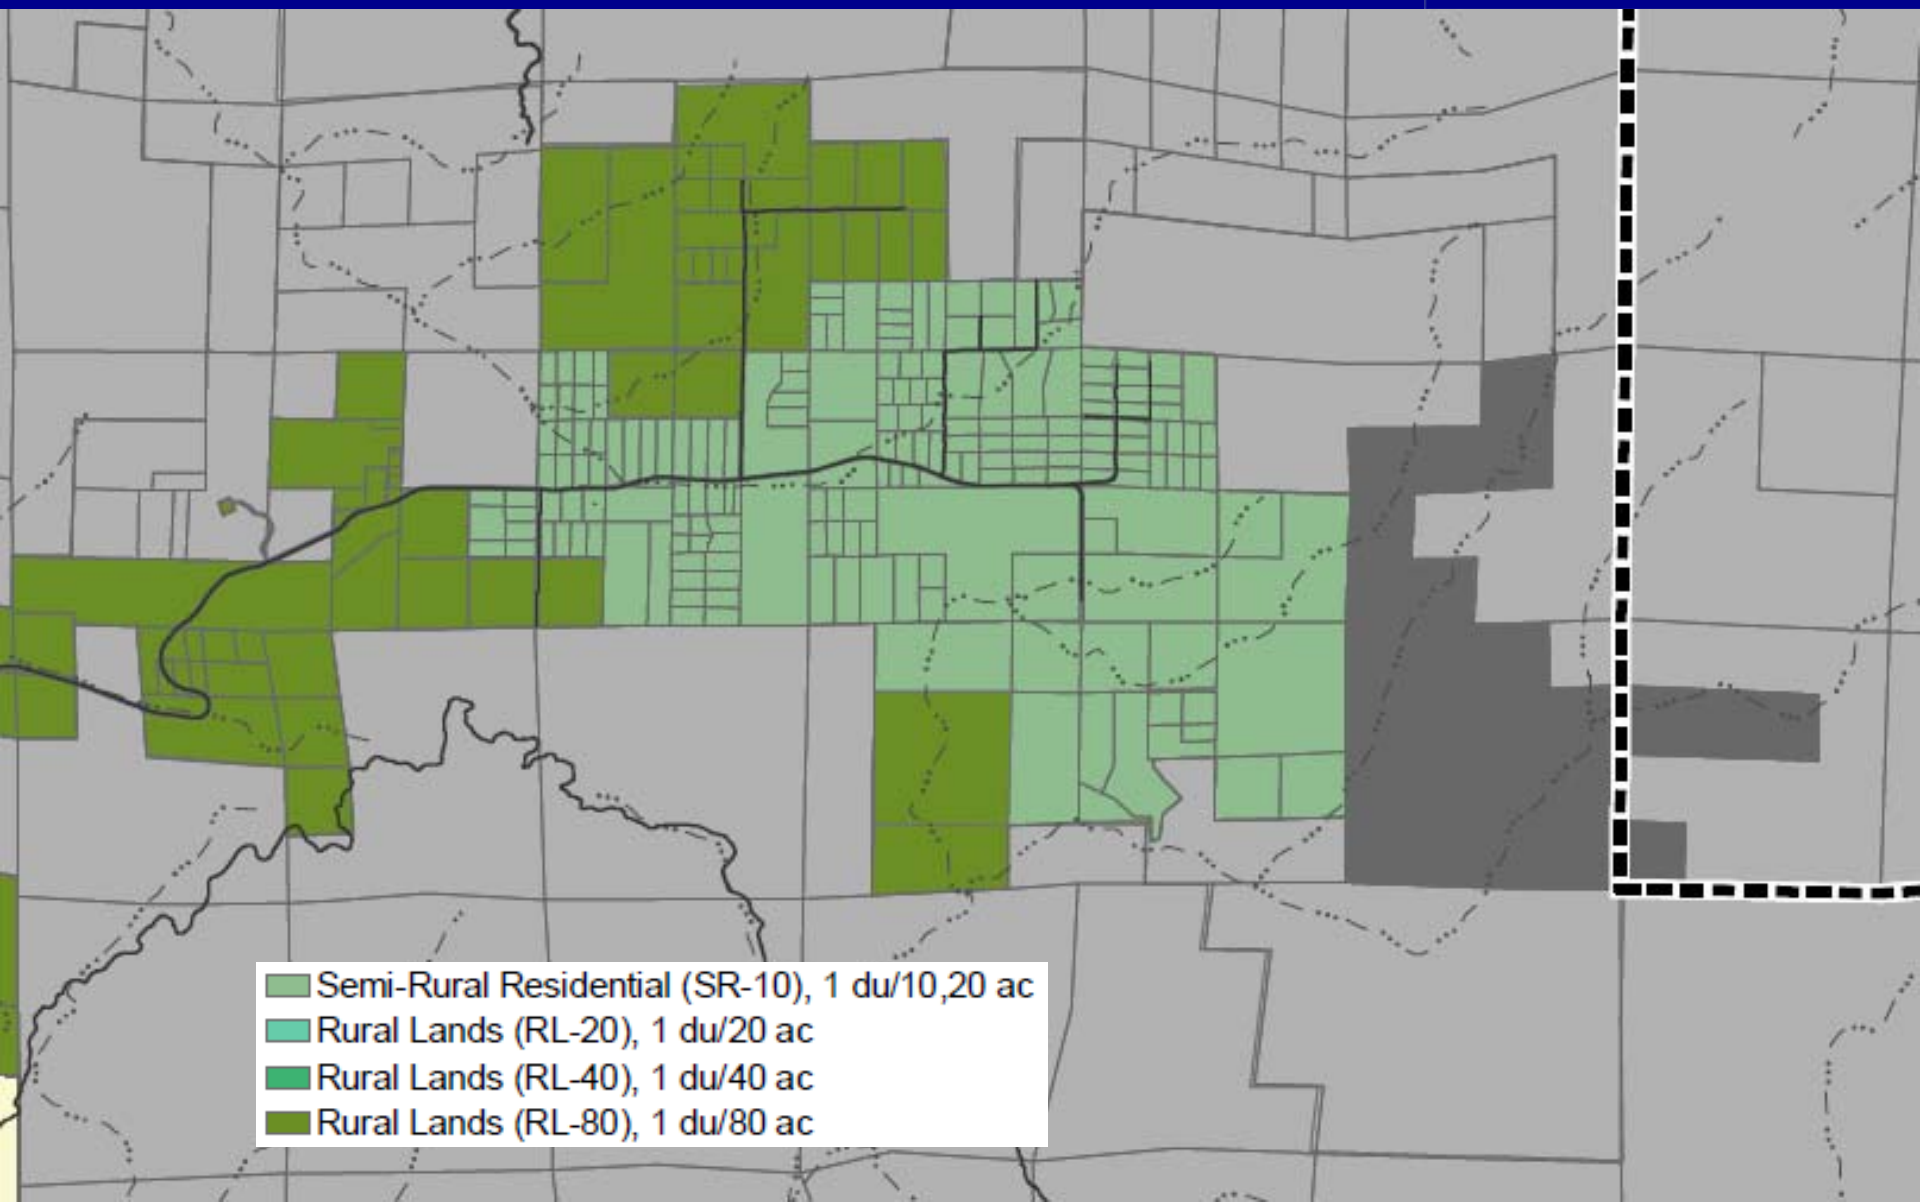 Semi-Rural Residential (SR-10), 1 du/10,20 ac
Rural Lands (RL-20), 1 du/20 ac
Rural Lands (RL-40), 1 du/40 ac
Rural Lands (RL-80), 1 du/80 ac